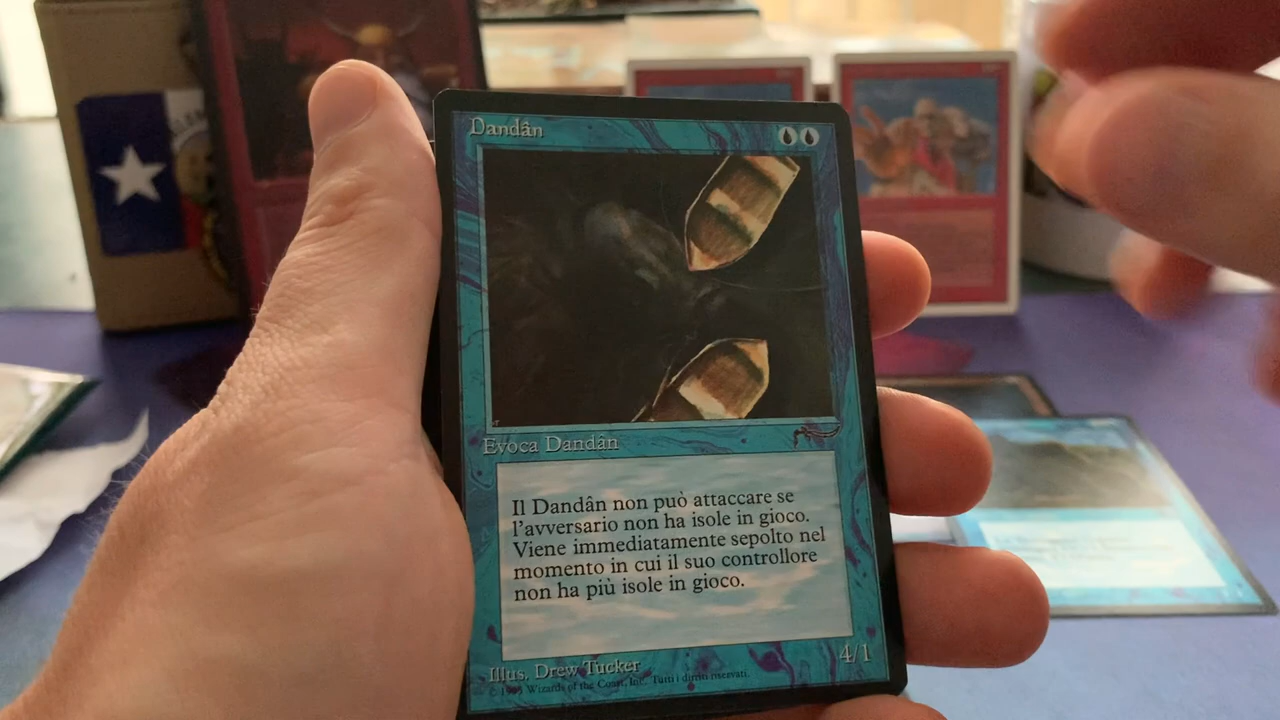 Dandân
Evoca Dandân
Il Dandân non può attaccare se
l'avversario non ha isole in gioco.
Viene immediatamente sepolto nel
momento in cui il suo controllore
non ha più isole in gioco.
Illus. Drew Tucker
4/1
© 1995 Wizards of the Coast, Inc. Tutti i diritti riservati.